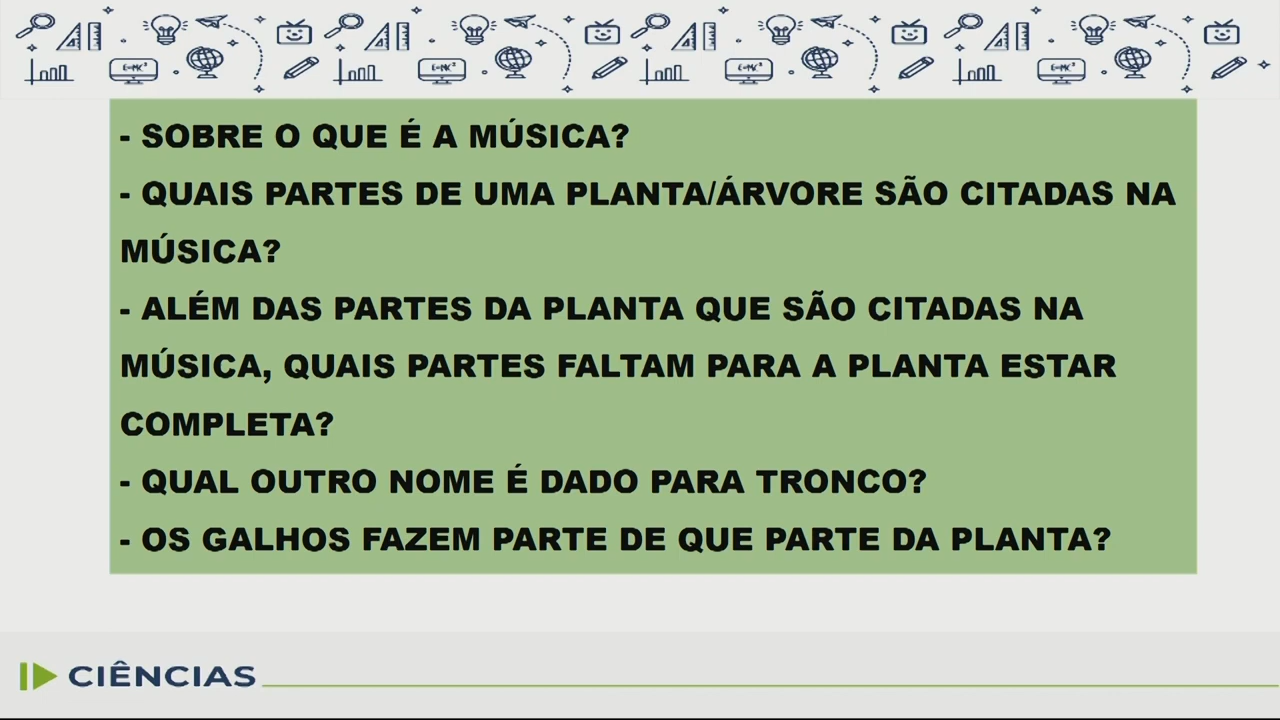 - SOBRE O QUE É A MÚSICA?
- QUAIS PARTES DE UMA PLANTA/ÁRVORE SÃO CITADAS NA
MÚSICA?
- ALÉM DAS PARTES DA PLANTA QUE SÃO CITADAS NA
MÚSICA, QUAIS PARTES FALTAM PARA A PLANTA ESTAR
COMPLETA?
- QUAL OUTRO NOME É DADO PARA TRONCO?
- OS GALHOS FAZEM PARTE DE QUE PARTE DA PLANTA?
CIÊNCIAS